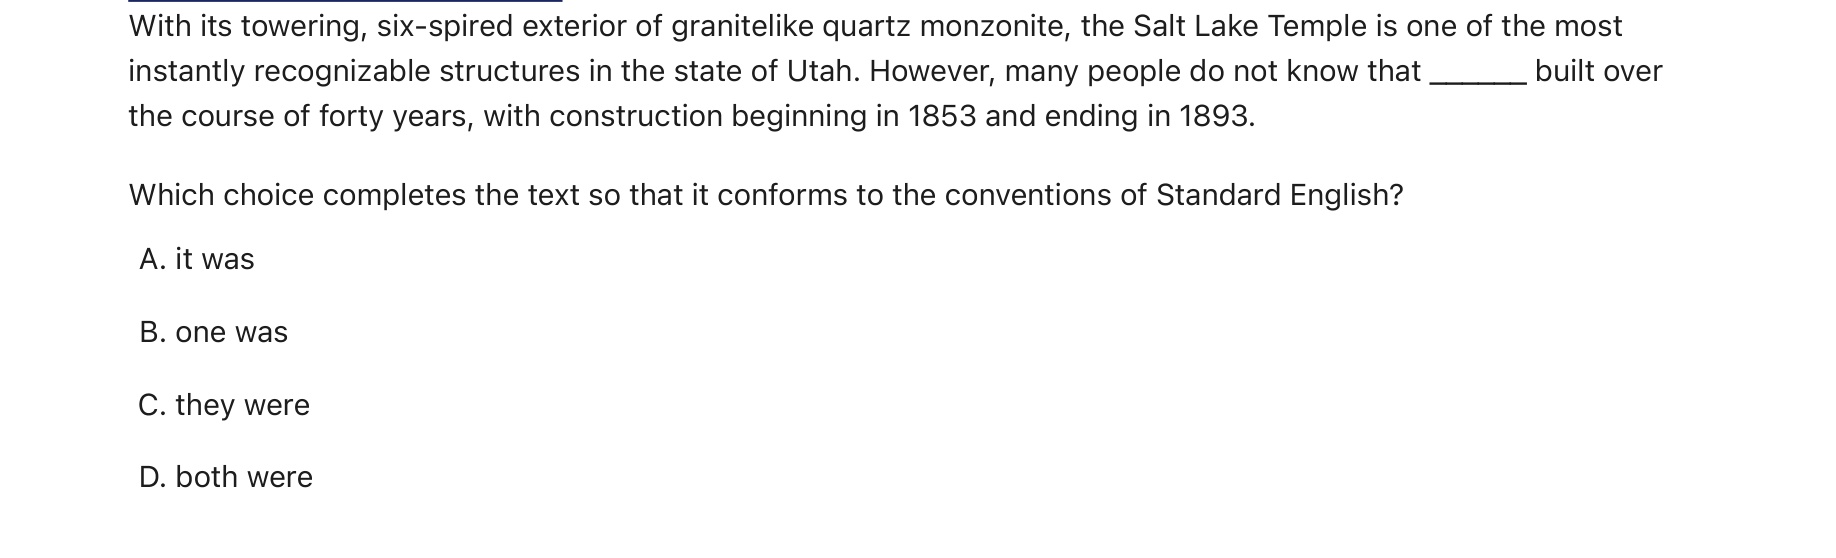 With its towering, six-spired exterior of granitelike quartz monzonite, the Salt Lake Temple is one of the most
instantly recognizable structures in the state of Utah. However, many people do not know that ______ built over
the course of forty years, with construction beginning in 1853 and ending in 1893.
Which choice completes the text so that it conforms to the conventions of Standard English?
A. it was
B. one was
C. they were
D. both were